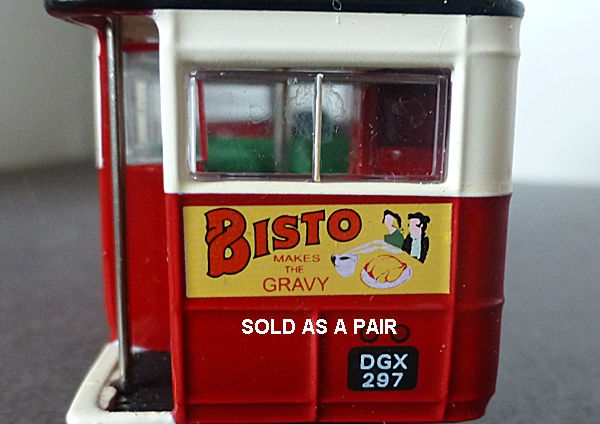 BISTO
MAKES
THE
GRAVY
SOLD AS A PAIR
DGX
297